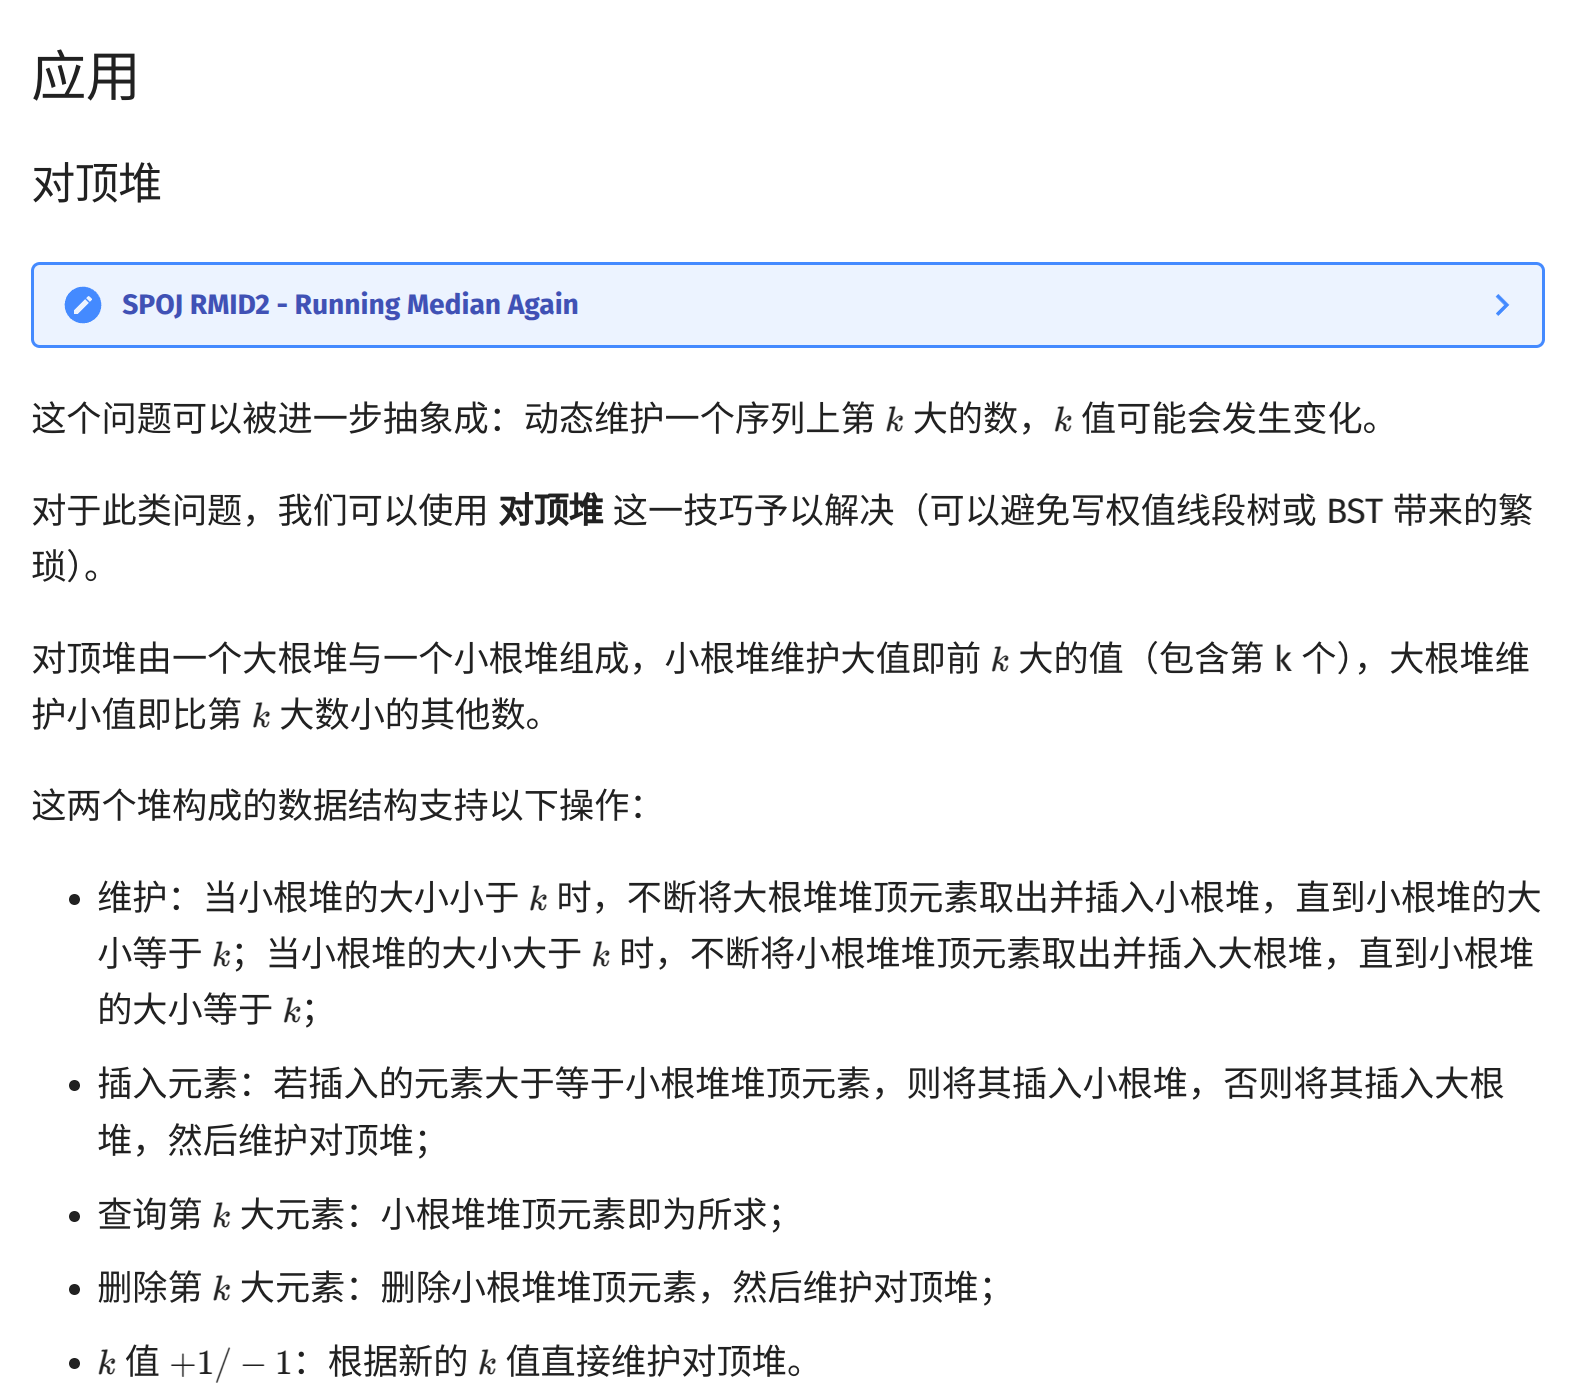 应用
对顶堆
SPOJ RMID2 - Running Median Again
这个问题可以被进一步抽象成：动态维护一个序列上第 k 大的数，k 值可能会发生变化。
对于此类问题，我们可以使用 对顶堆 这一技巧予以解决（可以避免写权值线段树或 BST 带来的繁
琐）。
对顶堆由一个大根堆与一个小根堆组成，小根堆维护大值即前 k 大的值（包含第 k 个），大根堆维
护小值即比第 k 大数小的其他数。
这两个堆构成的数据结构支持以下操作：
• 维护：当小根堆的大小小于 k 时，不断将大根堆堆顶元素取出并插入小根堆，直到小根堆的大
小等于 k；当小根堆的大小大于 k 时，不断将小根堆堆顶元素取出并插入大根堆，直到小根堆
的大小等于 k；
• 插入元素：若插入的元素大于等于小根堆堆顶元素，则将其插入小根堆，否则将其插入大根
堆，然后维护对顶堆；
• 查询第 k 大元素：小根堆堆顶元素即为所求；
• 删除第 k 大元素：删除小根堆堆顶元素，然后维护对顶堆；
• k 值 +1/ − 1：根据新的 k 值直接维护对顶堆。